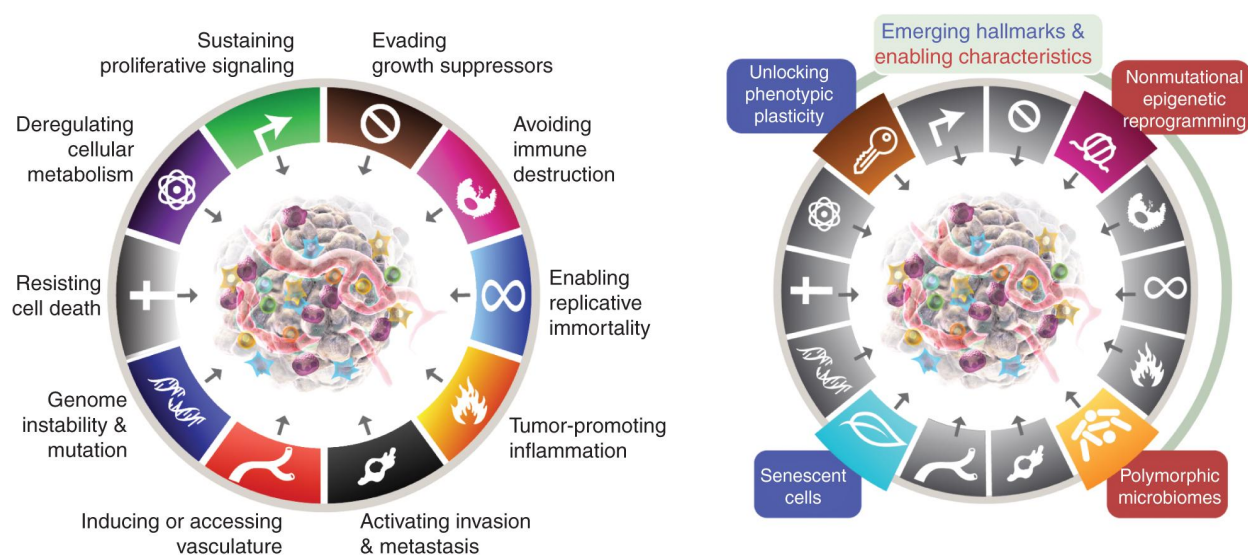 Sustaining
proliferative signaling
Evading
growth suppressors
Deregulating
cellular
metabolism
Avoiding
immune
destruction
Resisting
cell death
Enabling
replicative
immortality
Genome
instability &
mutation
Tumor-promoting
inflammation
Inducing or accessing
vasculature
Activating invasion
& metastasis
Emerging hallmarks &
enabling characteristics
Unlocking
phenotypic
plasticity
Nonmutational
epigenetic
reprogramming
Senescent
cells
Polymorphic
microbiomes